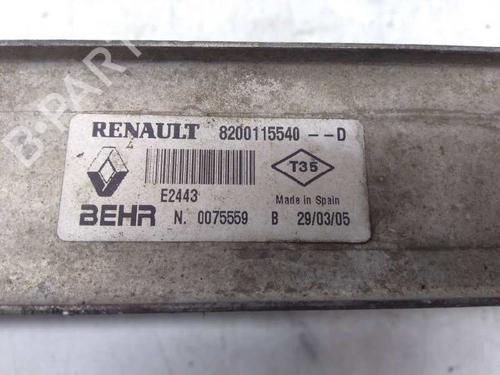 B-PARTS
RENAULT 8200115540 -- D
T35
E2443
Made in Spain
BEHR N. 0075559 B 29/03/05